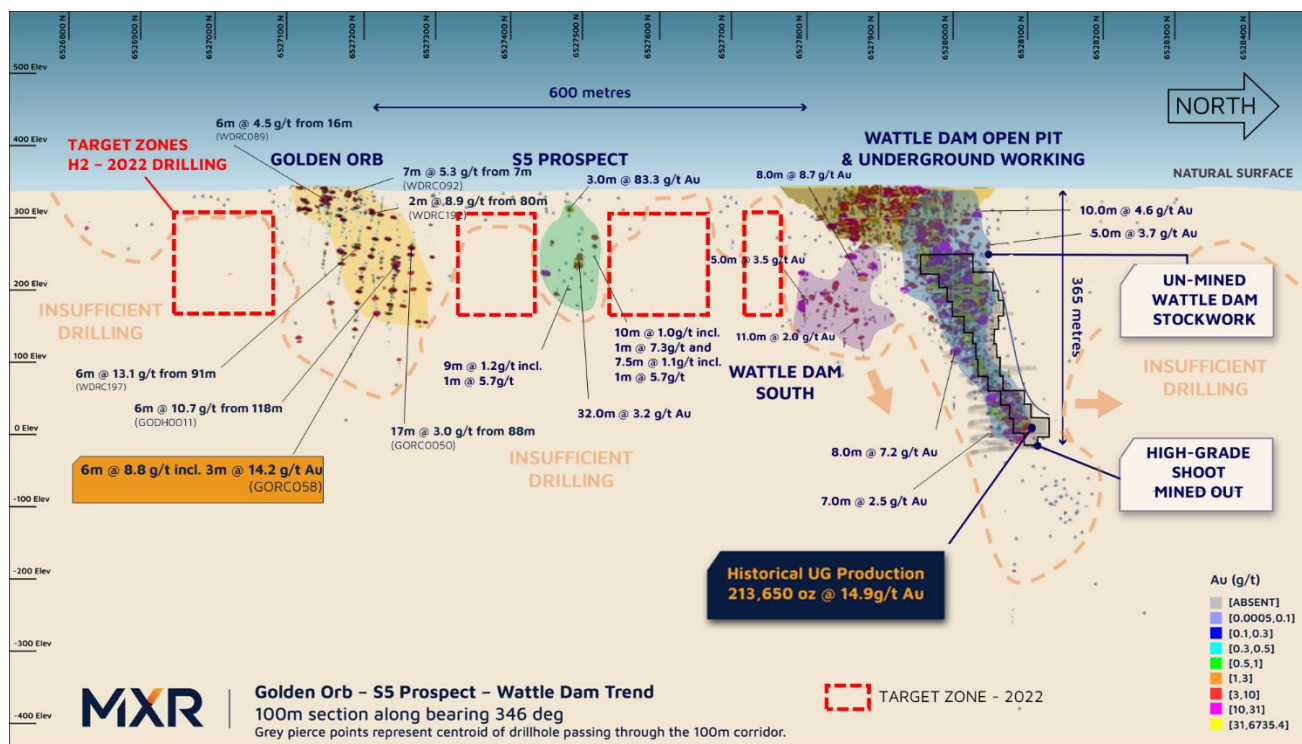 6526800 N
6526900 N
6527000 N
6527100 N
6527200 N
6527300 N
6527400 N
6527500 N
6527600 N
6527700 N
6527800 N
6527900 N
6528000 N
6528100 N
6528200 N
6528300 N
6528400 N
500 Elev
400 Elev
300 Elev
200 Elev
100 Elev
0 Elev
-100 Elev
-200 Elev
-300 Elev
-400 Elev
600 metres
NORTH
TARGET ZONES
H2 – 2022 DRILLING
6m @ 4.5 g/t from 16m
(WDRC089)
GOLDEN ORB
7m @ 5.3 g/t from 7m
(WDRC092)
2m @ 8.9 g/t from 80m
S5 PROSPECT
3.0m @ 83.3 g/t Au
WATTLE DAM OPEN PIT
& UNDERGROUND WORKING
8.0m @ 8.7 g/t Au
NATURAL SURFACE
10.0m @ 4.6 g/t Au
5.0m @ 3.7 g/t Au
5.0m @ 3.5 g/t Au
UN-MINED
WATTLE DAM
STOCKWORK
365 metres
INSUFFICIENT
DRILLING
6m @ 13.1 g/t from 91m
(WDRC197)
6m @ 10.7 g/t from 118m
(GODH0011)
6m @ 8.8 g/t incl. 3m @ 14.2 g/t Au
(GORC058)
17m @ 3.0 g/t from 88m
(GORC0050)
9m @ 1.2g/t incl.
1m @ 5.7g/t
10m @ 1.0g/t incl.
1m @ 7.3g/t and
7.5m @ 1.1g/t incl.
1m @ 5.7g/t
32.0m @ 3.2 g/t Au
INSUFFICIENT
DRILLING
11.0m @ 2.0 g/t Au
WATTLE DAM
SOUTH
8.0m @ 7.2 g/t Au
7.0m @ 2.5 g/t Au
INSUFFICIENT
DRILLING
HIGH-GRADE
SHOOT
MINED OUT
Historical UG Production
213,650 oz @ 14.9g/t Au
Au (g/t)
[ABSENT]
[0.0005,0.1]
[0.1,0.3]
[0.3,0.5]
[0.5,1]
[1,3]
[3,10]
[10,31]
[31,6735.4]
MXR
Golden Orb – S5 Prospect – Wattle Dam Trend
100m section along bearing 346 deg
Grey pierce points represent centroid of drillhole passing through the 100m corridor.
TARGET ZONE - 2022